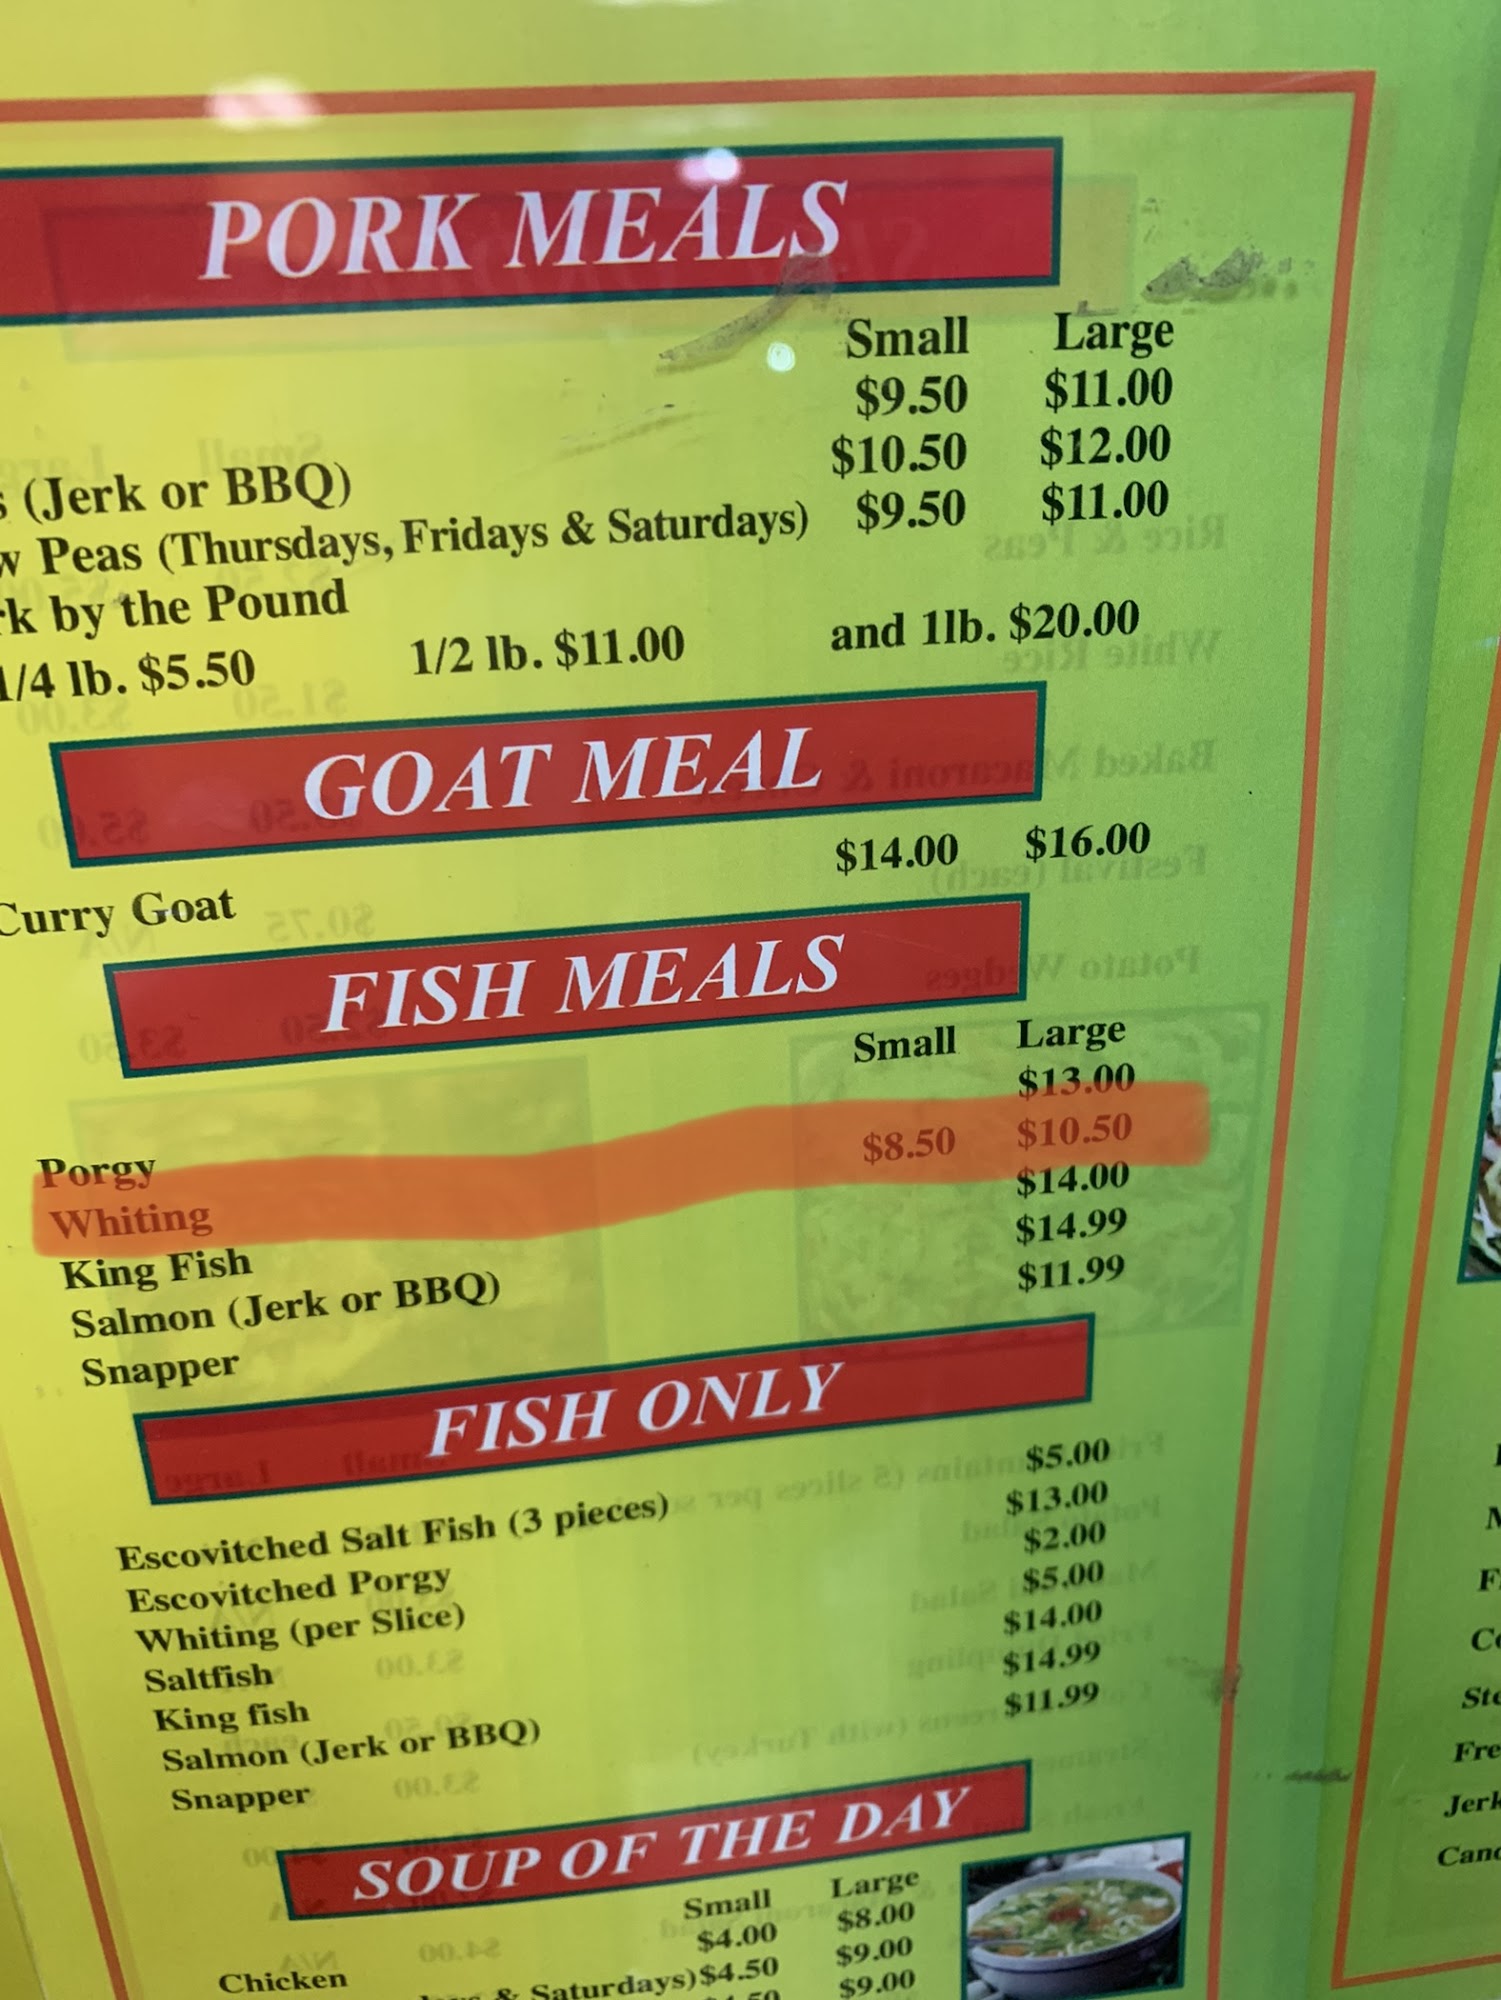 PORK MEALS
Small Large
$9.50 $11.00
(Jerk or BBQ) $10.50 $12.00
Peas (Thursdays, Fridays & Saturdays) $9.50 $11.00
by the Pound
1/4 lb. $5.50 1/2 lb. $11.00 and 1lb. $20.00
GOAT MEAL
Curry Goat $14.00 $16.00
FISH MEALS
Small Large
Porgy $13.00
Whiting $8.50 $10.50
King Fish $14.00
Salmon (Jerk or BBQ) $14.99
Snapper $11.99
FISH ONLY
Escovitched Salt Fish (3 pieces) $5.00
Escovitched Porgy $13.00
Whiting (per Slice) $2.00
Saltfish $5.00
King fish $14.00
Salmon (Jerk or BBQ) $14.99
Snapper $11.99
SOUP OF THE DAY
Small Large
Chicken $4.00 $8.00
& Saturdays) $4.50 $9.00
$9.00
Jerk